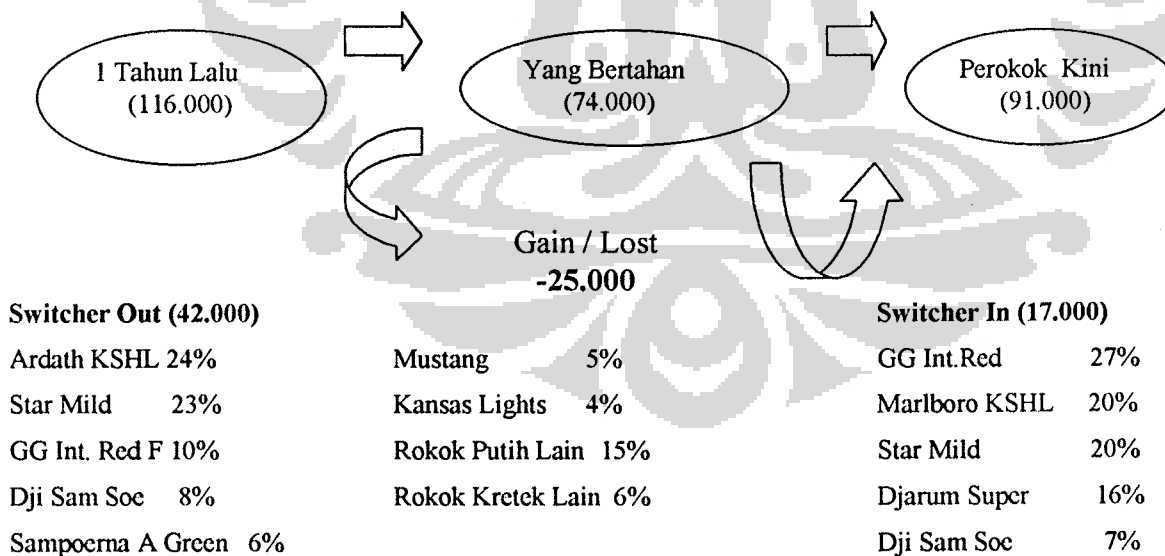 1 Tahun Lalu
(116.000)
Yang Bertahan
(74.000)
Perokok Kini
(91.000)
Gain / Lost
-25.000
Switcher Out (42.000)
Ardath KSHL 24%
Star Mild 23%
GG Int. Red F 10%
Dji Sam Soe 8%
Sampoerna A Green 6%
Mustang 5%
Kansas Lights 4%
Rokok Putih Lain 15%
Rokok Kretek Lain 6%
Switcher In (17.000)
GG Int.Red 27%
Marlboro KSHL 20%
Star Mild 20%
Djarum Super 16%
Dji Sam Soe 7%